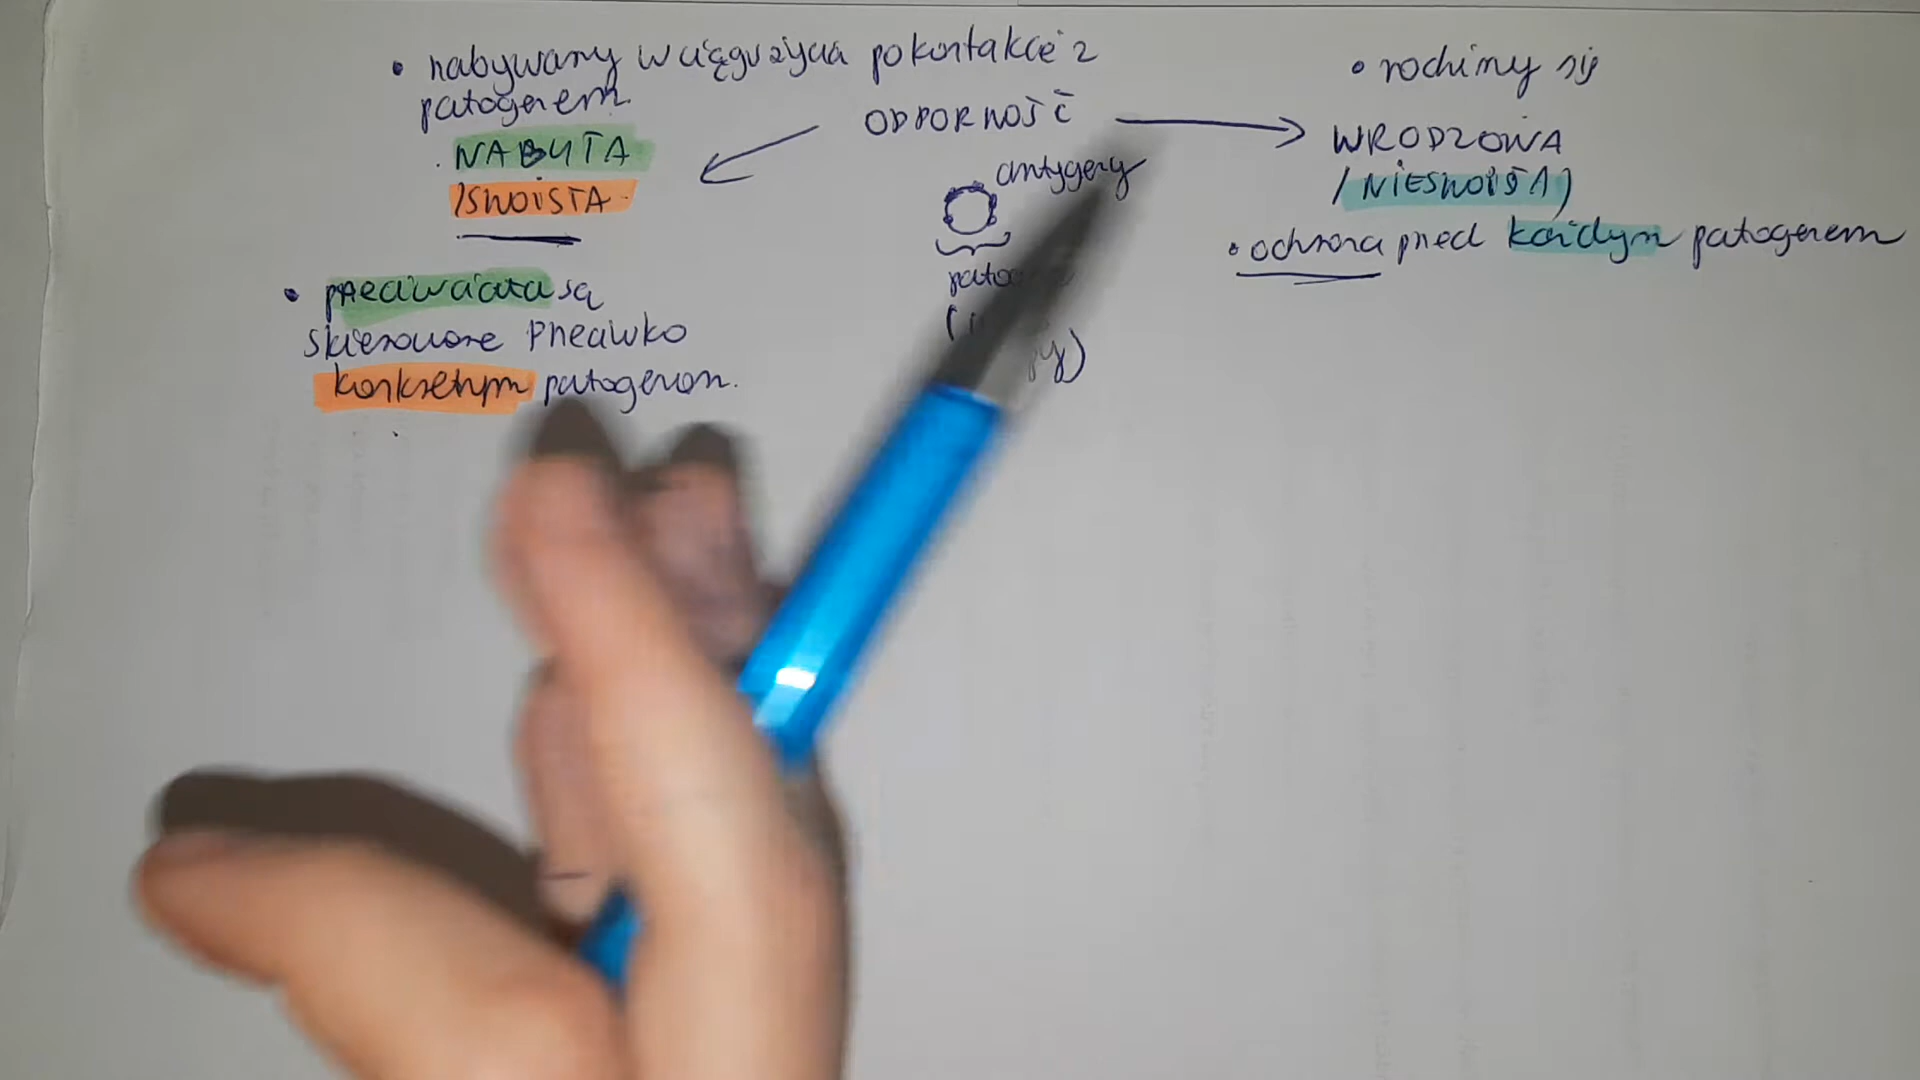 • nabywamy w ciągu życia po kontakcie z
patogenem.
ODPORNOŚĆ
NABYTA
/SWOISTA
• przeciwciała są
skierowane przeciwko
konkretnym patogenom.
antygeny
• rodzimy się
WRODZONA
/NIESWOISTA)
• ochrona przed każdym patogenem